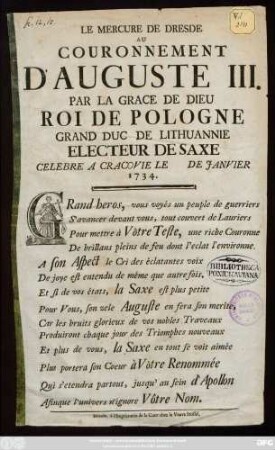 LE MERCURE DE DRESDE
AU
COURONNEMENT
D'AUGUSTE III.
PAR LA GRACE DE DIEU
ROI DE POLOGNE
GRAND DUC DE LITHUANNIE
ELECTEUR DE SAXE
CELEBRE A CRACOVIE LE DE JANVIER
1734.
GRand heros, vous voyés un peuple de guerriers
S'avancer devant vous, tout couvert de Lauriers
Pour mettre à Vôtre Teste, une riche Couronne
De brillans pleins de feu dont l'eclat l'environne.
A son Aspect le Cri des éclatantes voix
De joye est entendu de même que autrefois,
Et si de vos états, la Saxe est plus petite
Pour Vous, son zele Auguste en fera son merite,
Car les bruits glorieux de vos nobles Travaux
Produiront chaque jour des Triomphes nouveaux
Et plus de vous, la Saxe en tout se voit aimée
Plus portera son Coeur à Vôtre Renommée
Qui s'étendra partout, jusqu'au sein d'Apollon
Afinque l'univers n'ignore Vôtre Nom.
BIBLIOTHECA
PONICKAVIANA